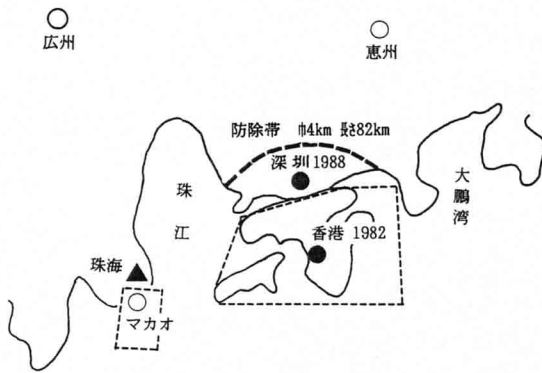 広州
恵州
防除帯 巾4km 長さ82km
深圳 1988
大鵬湾
珠江
香港 1982
珠海
マカオ